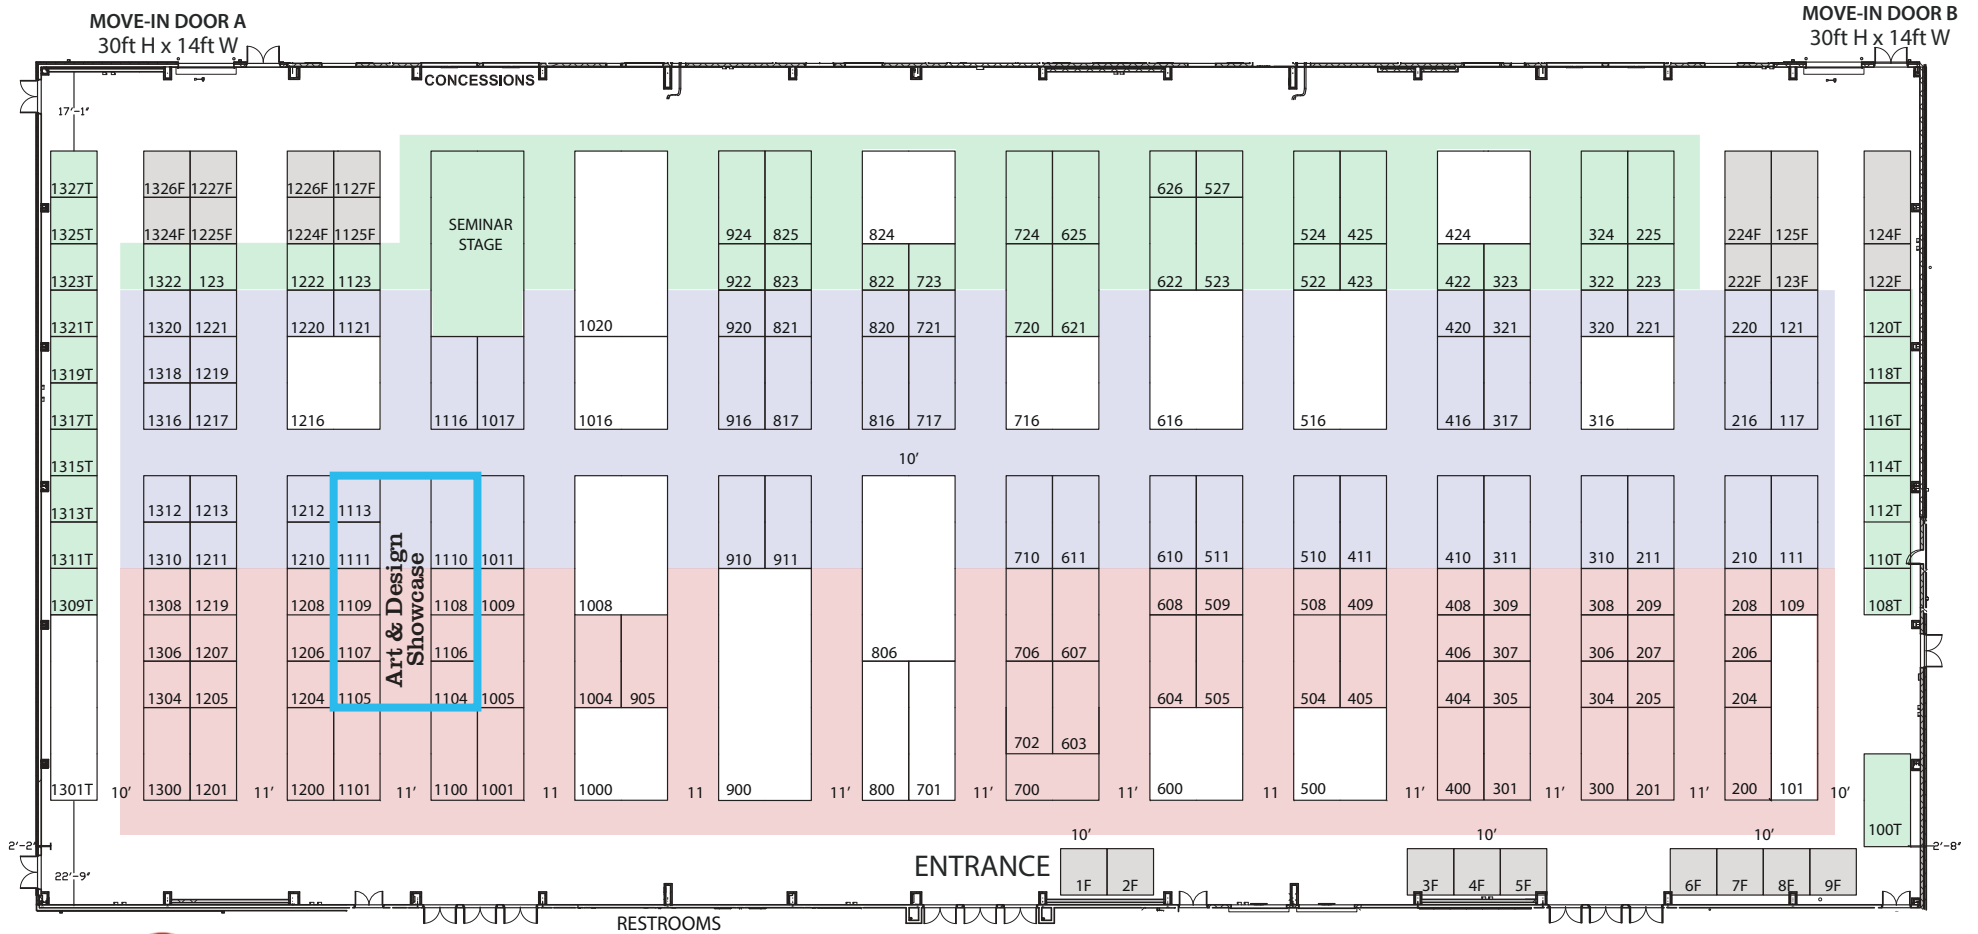 MOVE-IN DOOR A
30ft H x 14ft W
MOVE-IN DOOR B
30ft H x 14ft W
CONCESSIONS
17'-1"
1327T 1326F 1227F 1226F 1127F 626 527
1325T 1324F 1225F 1224F 1125F SEMINAR
STAGE 924 825 824 724 625 524 425 424 324 225 224F 125F 124F
1323T 1322 123 1222 1123 922 823 822 723 622 523 522 423 422 323 322 223 222F 123F 122F
1321T 1320 1221 1220 1121 1020 920 821 820 721 720 621 420 321 320 221 220 121 120T
1319T 1318 1219 118T
1317T 1316 1217 1216 1116 1017 1016 916 817 816 717 716 616 516 416 317 316 216 117 116T
1315T 10' 114T
1313T 1312 1213 1212 1113 112T
1311T 1310 1211 1210 1111 1110 1011 910 911 710 611 610 511 510 411 410 311 310 211 210 111 110T
Art & Design
Showcase
1309T 1308 1219 1208 1109 1108 1009 1008 608 509 508 409 408 309 308 209 208 109 108T
1306 1207 1206 1107 1106 806 706 607 406 307 306 207 206
1304 1205 1204 1105 1104 1005 1004 905 604 505 504 405 404 305 304 205 204
702 603
1301T 10' 1300 1201 11' 1200 1101 11' 1100 1001 11 1000 11 900 11' 800 701 11' 700 11' 600 11 500 11' 400 301 11' 300 201 11' 200 101 10'
10' 10' 10' 100T
2'-2" 2'-8"
22'-9" ENTRANCE 1F 2F 3F 4F 5F 6F 7F 8F 9F
RESTROOMS